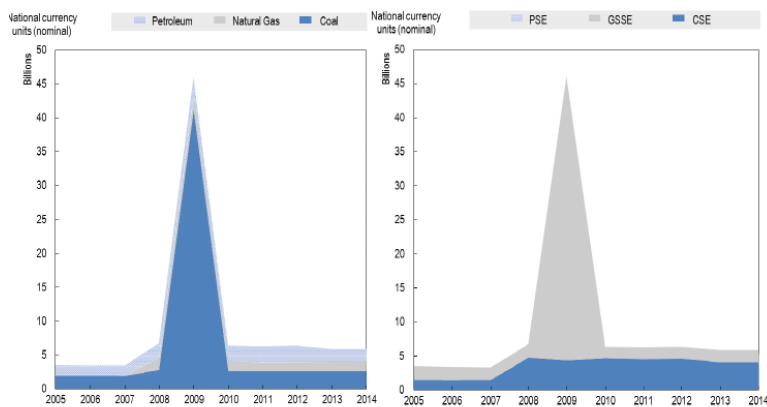 National currency
units (nominal)
Petroleum
Natural Gas
Coal
Billions
50
45
40
35
30
25
20
15
10
5
0
2005 2006 2007 2008 2009 2010 2011 2012 2013 2014
National currency
units (nominal)
PSE
GSSE
CSE
Billions
50
45
40
35
30
25
20
15
10
5
0
2005 2006 2007 2008 2009 2010 2011 2012 2013 2014